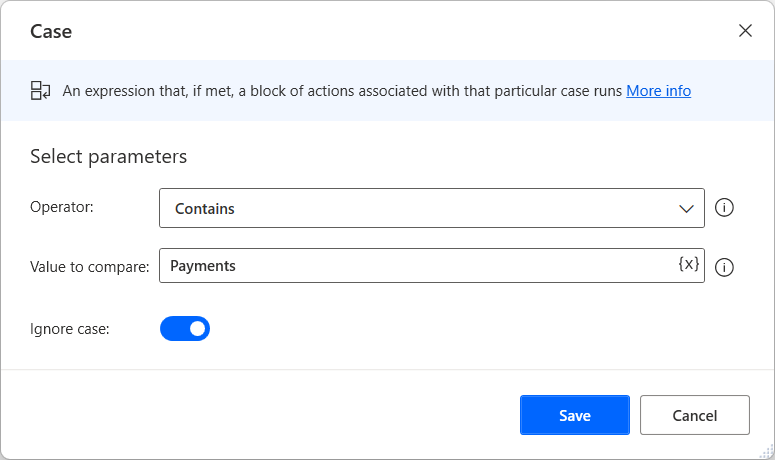 Case
An expression that, if met, a block of actions associated with that particular case runs More info
Select parameters
Operator:
Contains
Value to compare:
Payments
{x}
Ignore case:
Save
Cancel